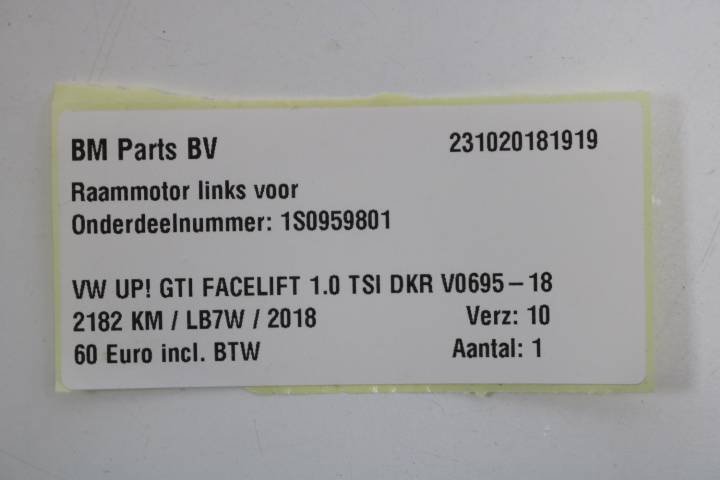 BM Parts BV 231020181919
Raammotor links voor
Onderdeelnummer: 1S0959801
VW UP! GTI FACELIFT 1.0 TSI DKR V0695-18
2182 KM / LB7W / 2018 Verz: 10
60 Euro incl. BTW Aantal: 1